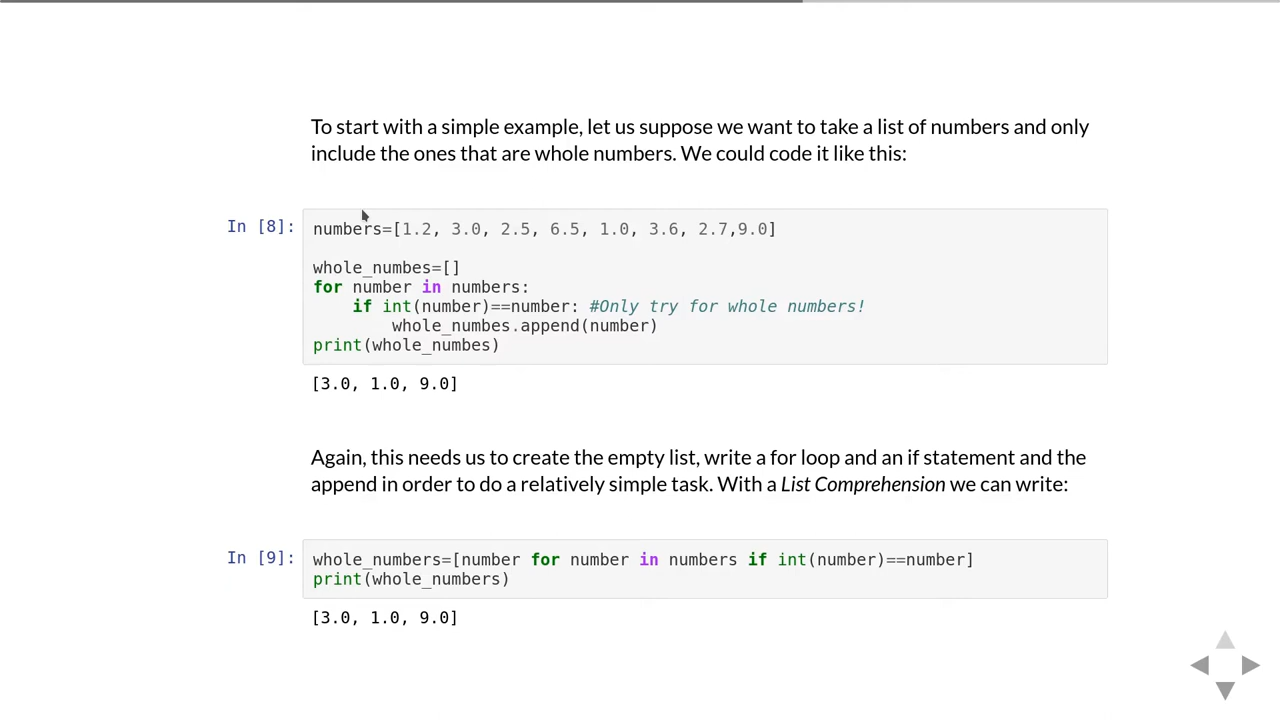 To start with a simple example, let us suppose we want to take a list of numbers and only
include the ones that are whole numbers. We could code it like this:
In [8]:
numbers=[1.2, 3.0, 2.5, 6.5, 1.0, 3.6, 2.7,9.0]
whole_numbes=[]
for number in numbers:
    if int(number)==number: #Only try for whole numbers!
        whole_numbes.append(number)
print(whole_numbes)
[3.0, 1.0, 9.0]
Again, this needs us to create the empty list, write a for loop and an if statement and the
append in order to do a relatively simple task. With a List Comprehension we can write:
In [9]:
whole_numbers=[number for number in numbers if int(number)==number]
print(whole_numbers)
[3.0, 1.0, 9.0]